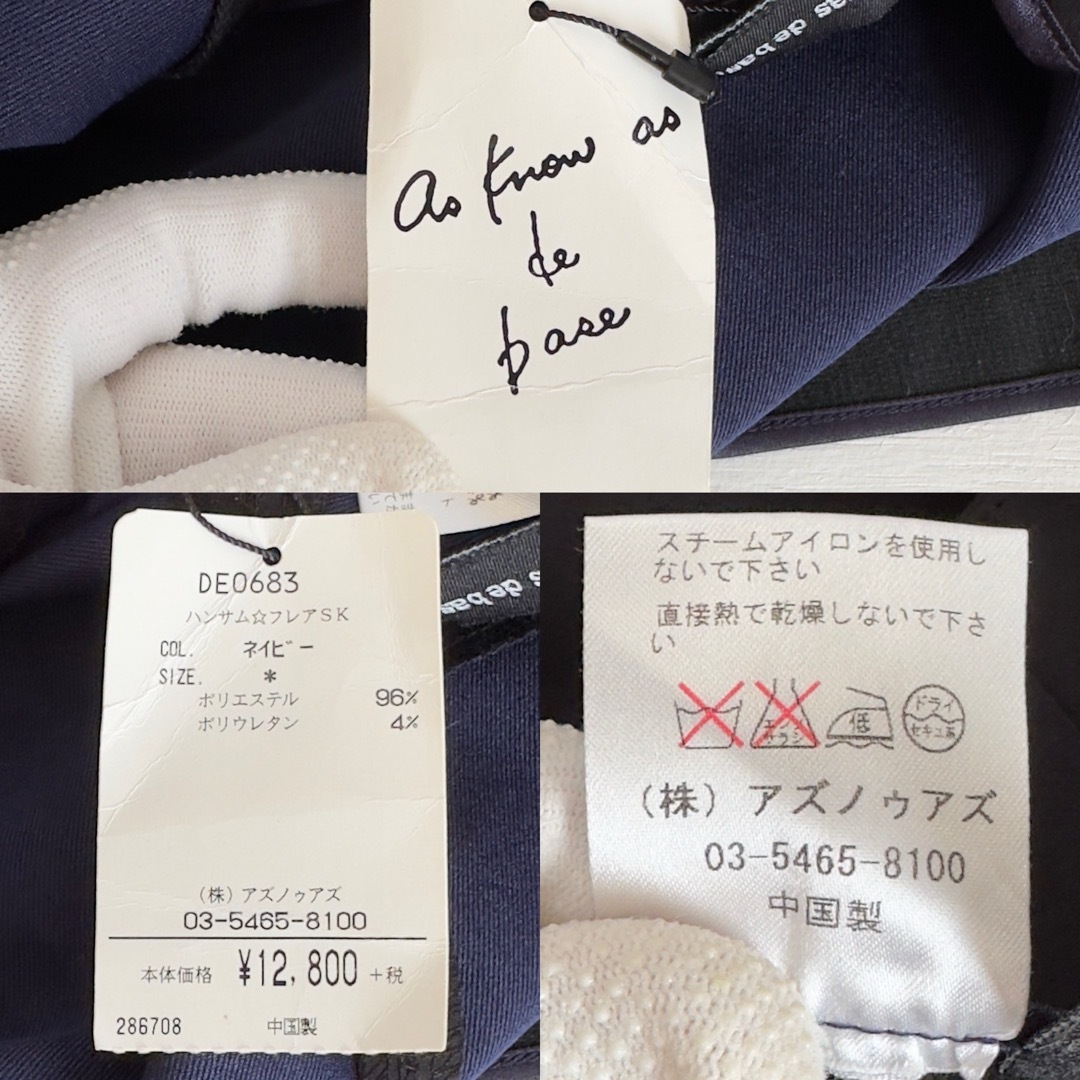 As Know as
de
base
as de bas
DE0683
ハンサム☆フレアSK
COL. ネイビー
SIZE. *
ポリエステル 96%
ポリウレタン 4%
(株)アズノゥアズ
03-5465-8100
本体価格 ¥12,800 +税
286708 中国製
s de bas
スチームアイロンを使用し
ないで下さい
直接熱で乾燥しないで下さ
い
低
ドライ
セキユ系
(株)アズノゥアズ
03-5465-8100
中国製